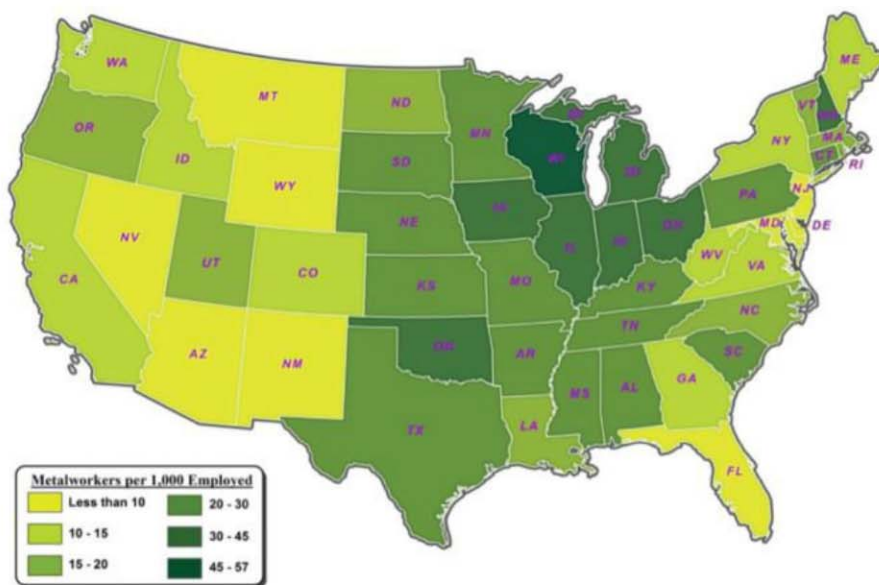 WA
MT
ND
MN
ME
VT
NH
OR
ID
WY
SD
WI
MI
MI
NY
MA
CT
RI
NV
UT
CO
NE
IA
IL
IN
OH
PA
NJ
MD
DE
CA
KS
MO
KY
WV
VA
AZ
NM
OK
AR
TN
NC
SC
TX
LA
MS
AL
GA
FL
Metalworkers per 1,000 Employed
Less than 10
20 - 30
10 - 15
30 - 45
15 - 20
45 - 57